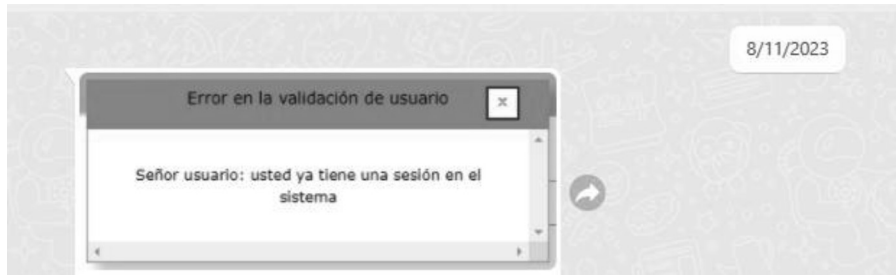 8/11/2023
Error en la validación de usuario
Señor usuario: usted ya tiene una sesión en el
sistema